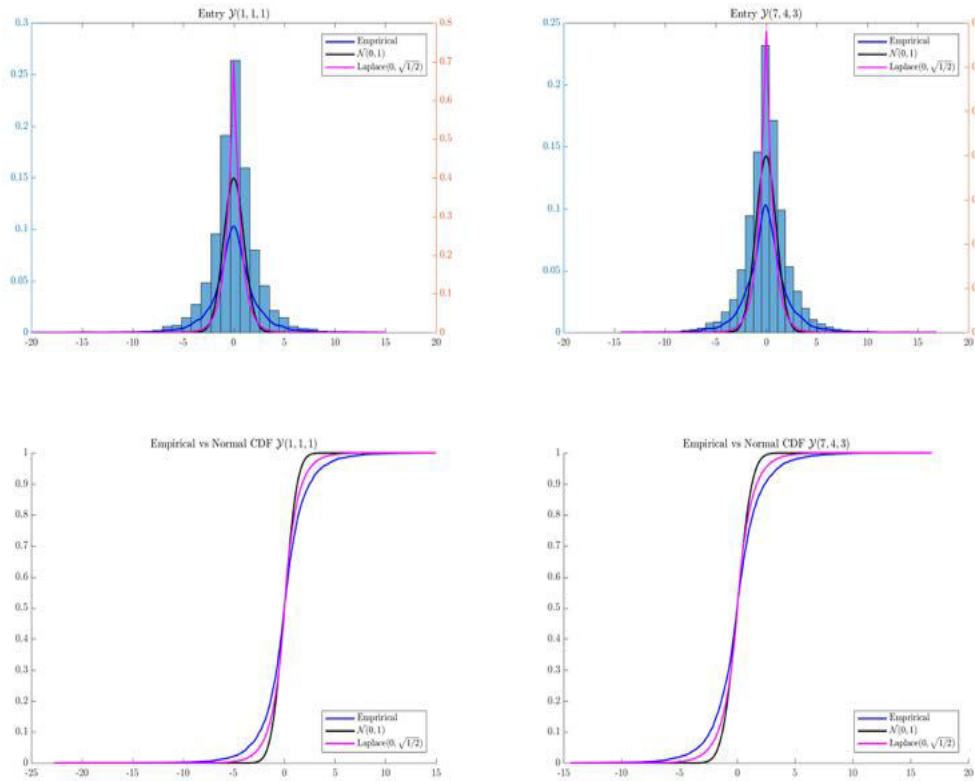 Entry 𝒴(1, 1, 1)
0.3
0.25
0.2
0.15
0.1
0.05
0
0.8
0.7
0.6
0.5
0.4
0.3
0.2
0.1
0
Emprirical
𝒩(0, 1)
Laplace(0, √1/2)
-20 -15 -10 -5 0 5 10 15 20
Entry 𝒴(7, 4, 3)
0.25
0.2
0.15
0.1
0.05
0
Emprirical
𝒩(0, 1)
Laplace(0, √1/2)
-20 -15 -10 -5 0 5 10 15 20
Empirical vs Normal CDF 𝒴(1, 1, 1)
1
0.9
0.8
0.7
0.6
0.5
0.4
0.3
0.2
0.1
0
Emprirical
𝒩(0, 1)
Laplace(0, √1/2)
-25 -20 -15 -10 -5 0 5 10 15
Empirical vs Normal CDF 𝒴(7, 4, 3)
1
0.9
0.8
0.7
0.6
0.5
0.4
0.3
0.2
0.1
0
Emprirical
𝒩(0, 1)
Laplace(0, √1/2)
-15 -10 -5 0 5 10 15 20